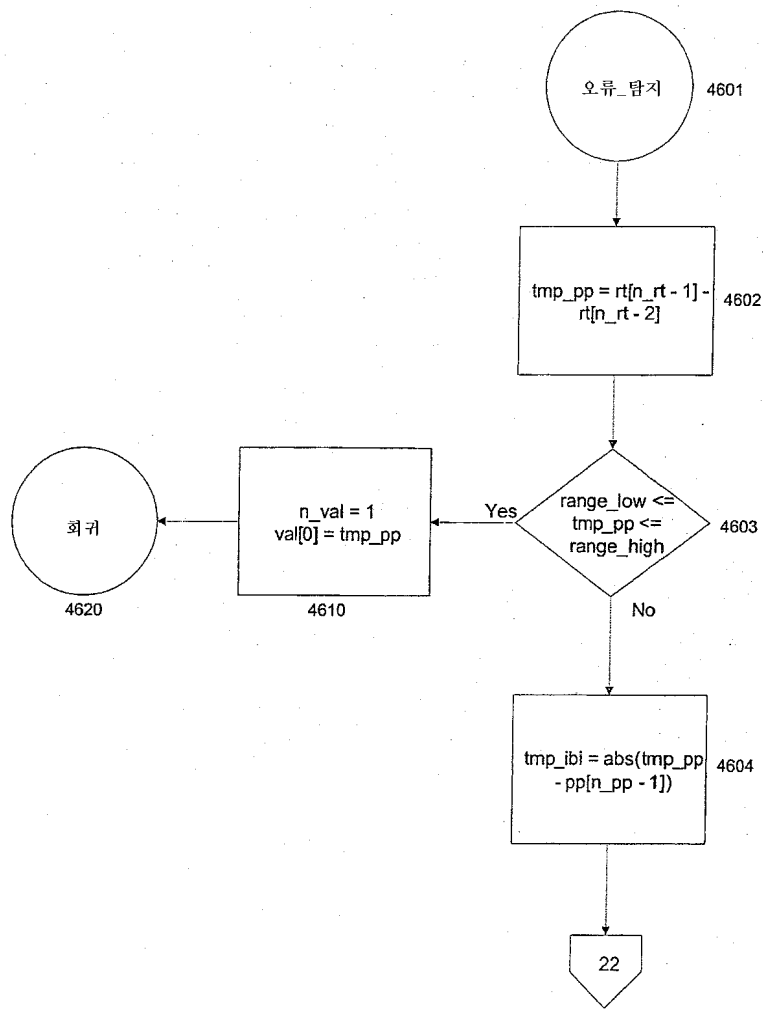 오류_탐지
4601
tmp_pp = rt[n_rt - 1] -
rt[n_rt - 2]
4602
range_low <=
tmp_pp <=
range_high
4603
Yes
n_val = 1
val[0] = tmp_pp
4610
회귀
4620
No
tmp_ibi = abs(tmp_pp
- pp[n_pp - 1])
4604
22